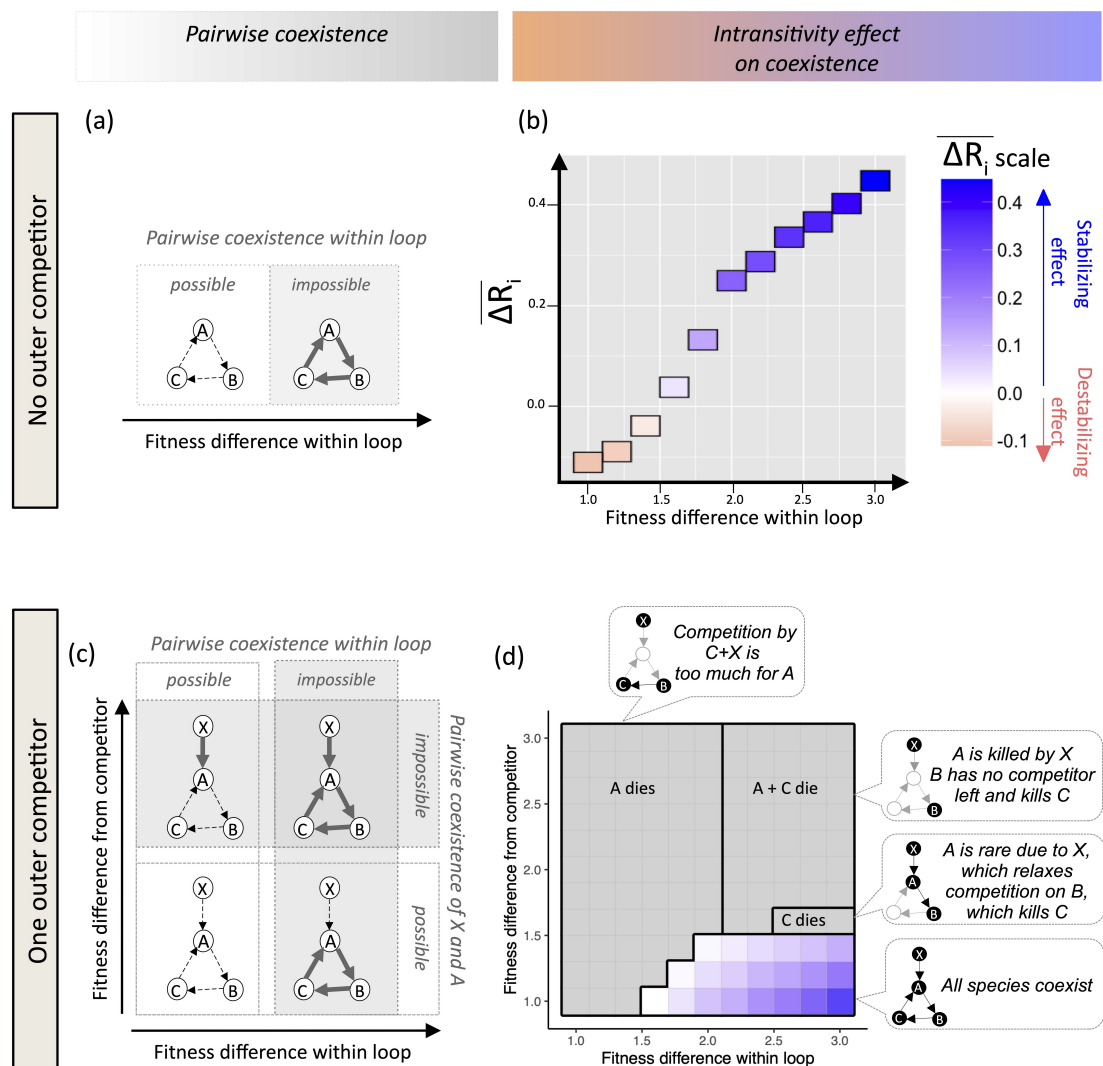 Pairwise coexistence
Intransitivity effect
on coexistence
No outer competitor
(a)
Pairwise coexistence within loop
possible
impossible
A
C
B
A
C
B
Fitness difference within loop
(b)
ΔRi
0.4
0.2
0.0
1.0
1.5
2.0
2.5
3.0
Fitness difference within loop
ΔRi scale
0.4
0.3
0.2
0.1
0.0
-0.1
Stabilizing
effect
Destabilizing
effect
One outer competitor
(c)
Pairwise coexistence within loop
possible
impossible
Fitness difference from competitor
X
A
C
B
X
A
C
B
impossible
X
A
C
B
X
A
C
B
possible
Pairwise coexistence of X and A
Fitness difference within loop
(d)
X
C
B
Competition by
C+X is
too much for A
Fitness difference from competitor
3.0
2.5
2.0
1.5
1.0
A dies
A + C die
C dies
1.0
1.5
2.0
2.5
3.0
Fitness difference within loop
X
B
A is killed by X
B has no competitor
left and kills C
X
A
B
A is rare due to X,
which relaxes
competition on B,
which kills C
X
A
C
B
All species coexist